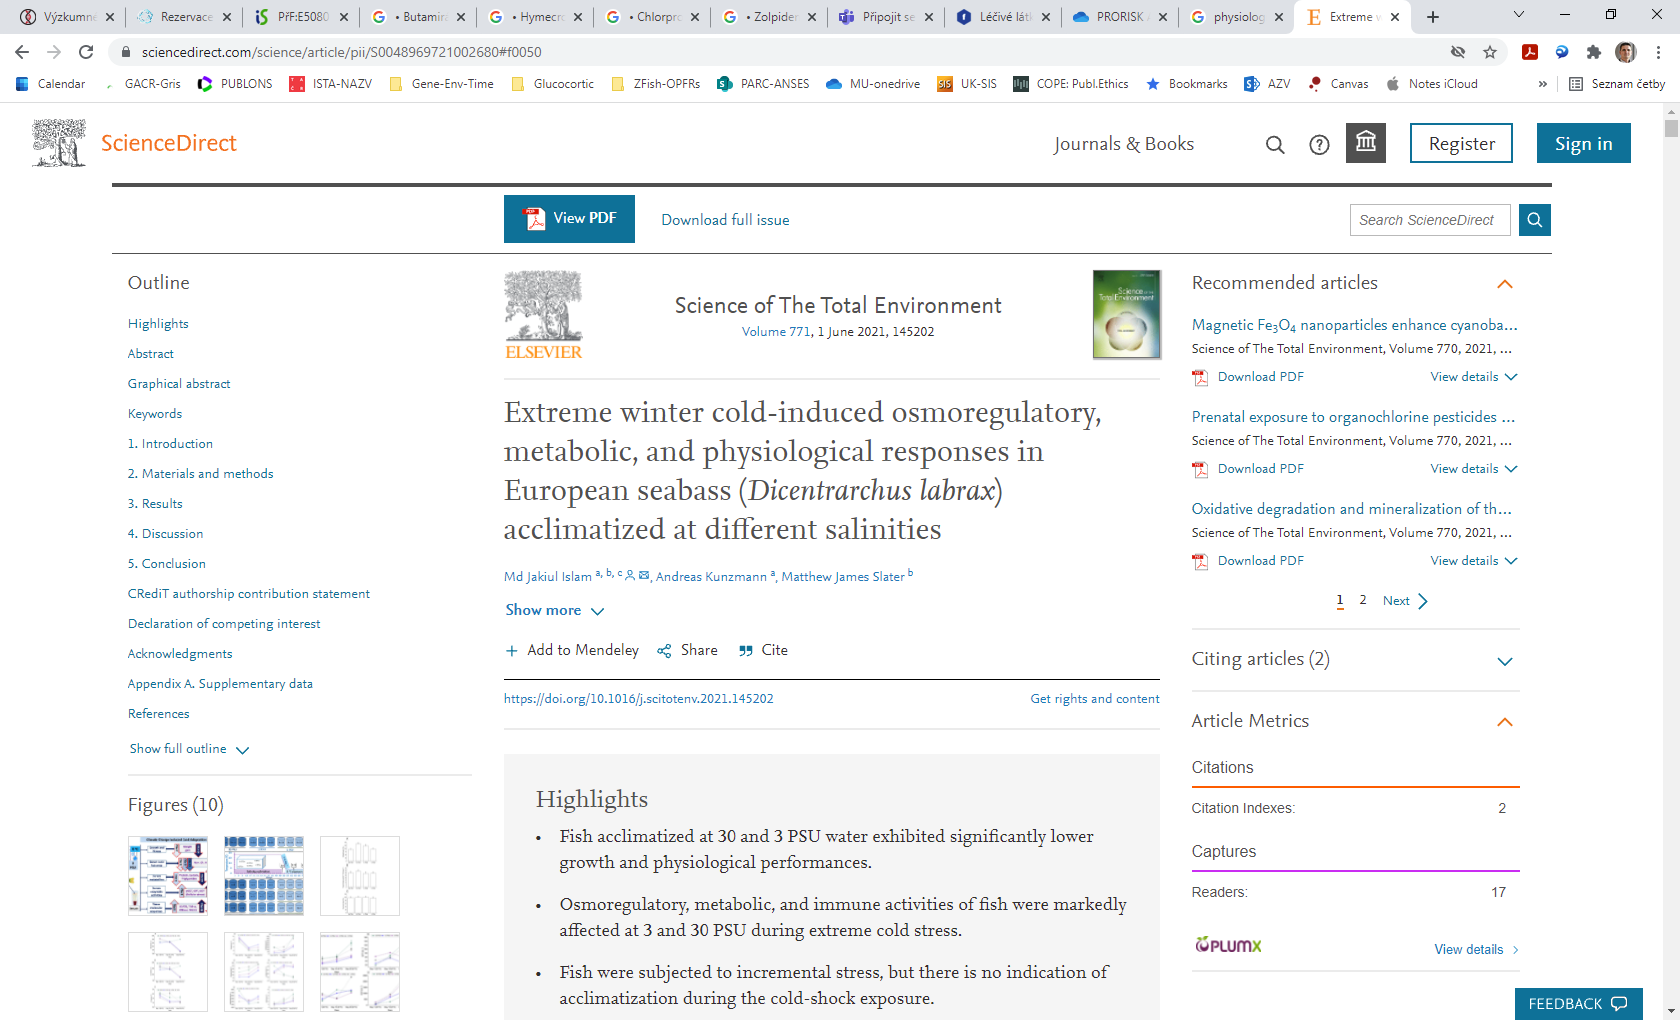 Výzkumné
Rezervace
PřF:E5080
• Butamira
• Hymecro
• Chlorpro
• Zolpiden
Připojit se
Léčivé lát
PRORISK
physiolog
Extreme w
sciencedirect.com/science/article/pii/S0048969721002680#f0050
Calendar
GACR-Gris
PUBLONS
ISTA-NAZV
Gene-Env-Time
Glucocortic
ZFish-OPFRs
PARC-ANSES
MU-onedrive
UK-SIS
COPE: Publ.Ethics
Bookmarks
AZV
Canvas
Notes iCloud
»
Seznam četby
ScienceDirect
Journals & Books
Register
Sign in
View PDF
Download full issue
Search ScienceDirect
Outline
Highlights
Abstract
Graphical abstract
Keywords
1. Introduction
2. Materials and methods
3. Results
4. Discussion
5. Conclusion
CRediT authorship contribution statement
Declaration of competing interest
Acknowledgments
Appendix A. Supplementary data
References
Show full outline
Figures (10)
ELSEVIER
Science of The Total Environment
Volume 771, 1 June 2021, 145202
Extreme winter cold-induced osmoregulatory,
metabolic, and physiological responses in
European seabass (Dicentrarchus labrax)
acclimatized at different salinities
Md Jakiul Islam a, b, c, Andreas Kunzmann a, Matthew James Slater b
Show more
Add to Mendeley
Share
Cite
https://doi.org/10.1016/j.scitotenv.2021.145202
Get rights and content
Highlights
• Fish acclimatized at 30 and 3 PSU water exhibited significantly lower
growth and physiological performances.
• Osmoregulatory, metabolic, and immune activities of fish were markedly
affected at 3 and 30 PSU during extreme cold stress.
• Fish were subjected to incremental stress, but there is no indication of
acclimatization during the cold-shock exposure.
Recommended articles
Magnetic Fe3O4 nanoparticles enhance cyanoba...
Science of The Total Environment, Volume 770, 2021, ...
Download PDF
View details
Prenatal exposure to organochlorine pesticides ...
Science of The Total Environment, Volume 770, 2021, ...
Download PDF
View details
Oxidative degradation and mineralization of th...
Science of The Total Environment, Volume 770, 2021, ...
Download PDF
View details
1
2
Next
Citing articles (2)
Article Metrics
Citations
Citation Indexes:
2
Captures
Readers:
17
PLUMX
View details
FEEDBACK